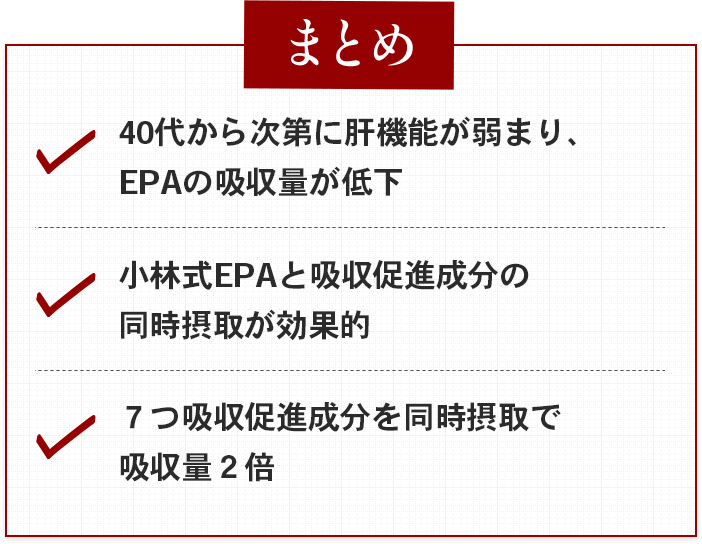 まとめ
40代から次第に肝機能が弱まり、
EPAの吸収量が低下
小林式EPAと吸収促進成分の
同時摂取が効果的
７つ吸収促進成分を同時摂取で
吸収量２倍